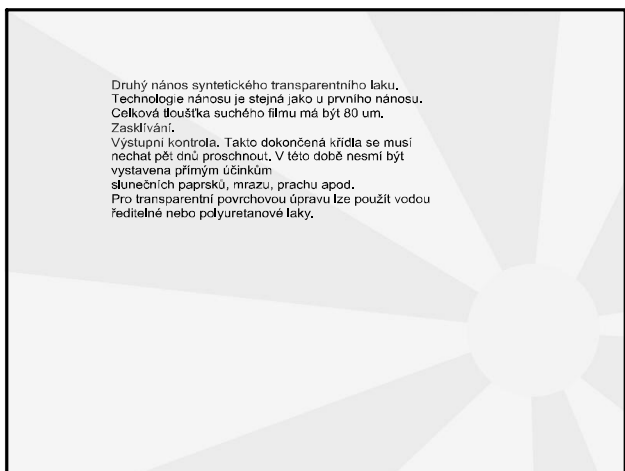 Druhý nános syntetického transparentního laku.
Technologie nánosu je stejná jako u prvního nánosu.
Celková tloušťka suchého filmu má být 80 um.
Zasklívání.
Výstupní kontrola. Takto dokončená křídla se musí
nechat pět dnů proschnout. V této době nesmí být
vystavena přímým účinkům
slunečních paprsků, mrazu, prachu apod.
Pro transparentní povrchovou úpravu lze použít vodou
ředitelné nebo polyuretanové laky.